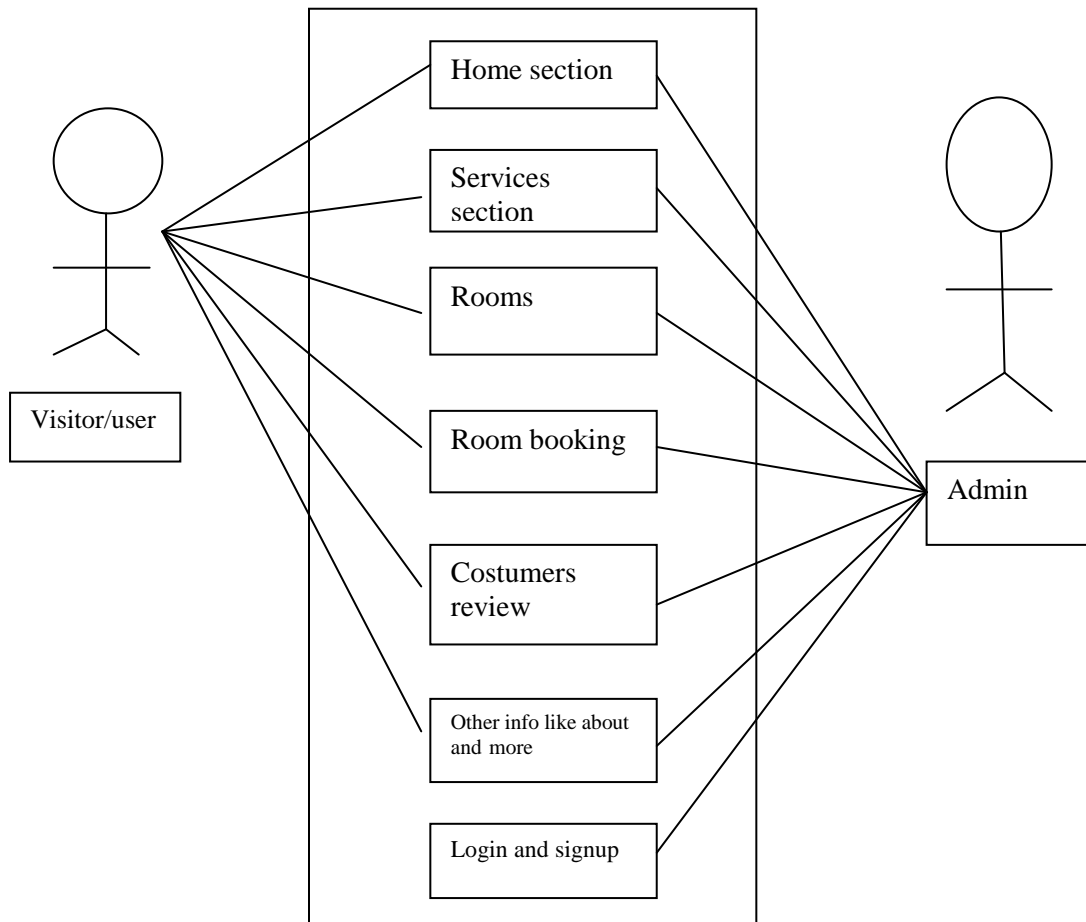 Home section
Services
section
Rooms
Visitor/user
Room booking
Admin
Costumers
review
Other info like about
and more
Login and signup